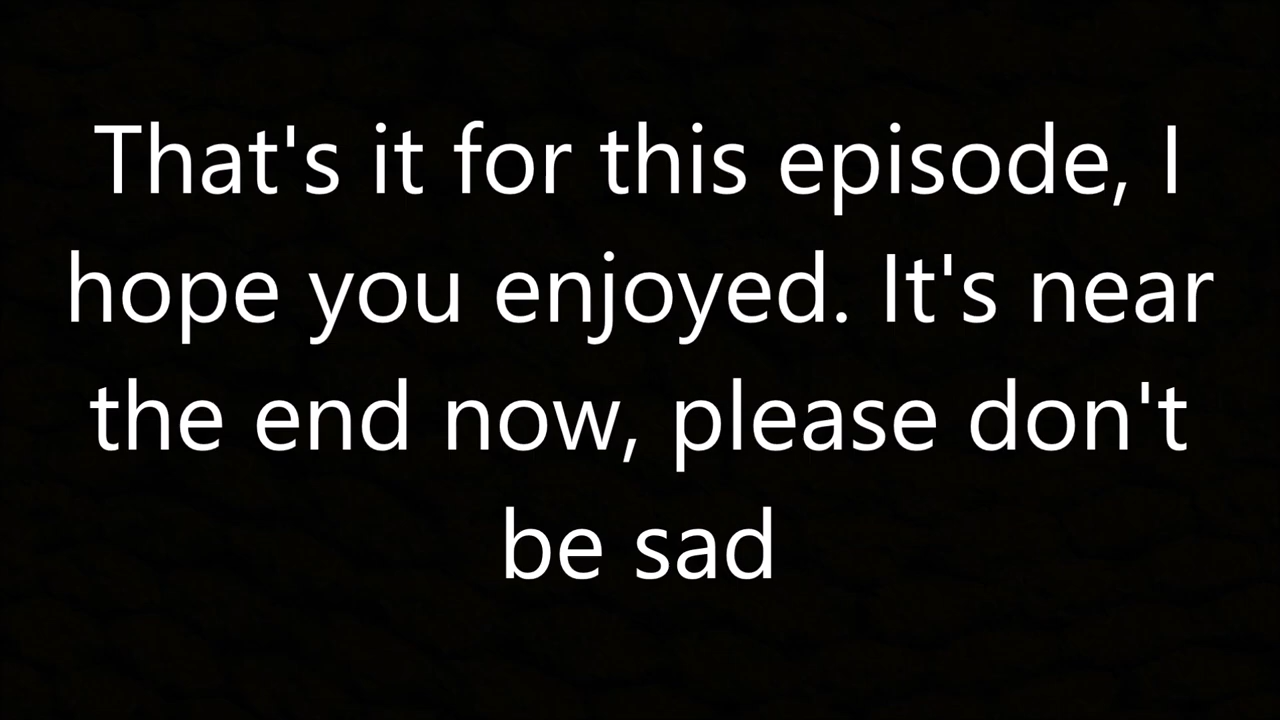 That's it for this episode, I
hope you enjoyed. It's near
the end now, please don't
be sad